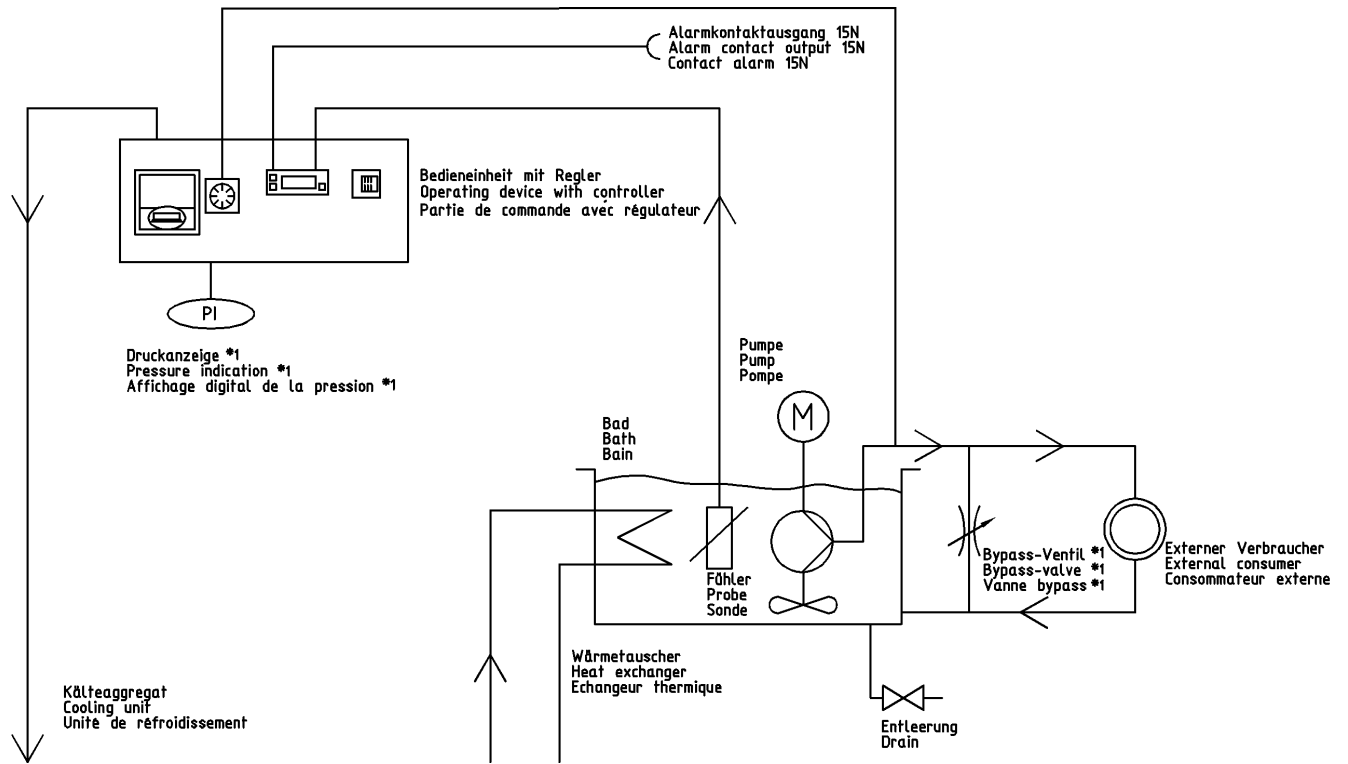 Alarmkontaktausgang 15N
Alarm contact output 15N
Contact alarm 15N
Bedieneinheit mit Regler
Operating device with controller
Partie de commande avéc régulateur
PI
Druckanzeige *1
Pressure indication *1
Affichage digital de la pression *1
Pumpe
Pump
Pompe
M
Bad
Bath
Bain
Bypass-Ventil *1
Bypass-valve *1
Vanne bypass *1
Externer Verbraucher
External consumer
Consommateur externe
Fühler
Probe
Sonde
Wärmetauscher
Heat exchanger
Echangeur thermique
Kälteaggregat
Cooling unit
Unité de réfroidissement
Entleerung
Drain